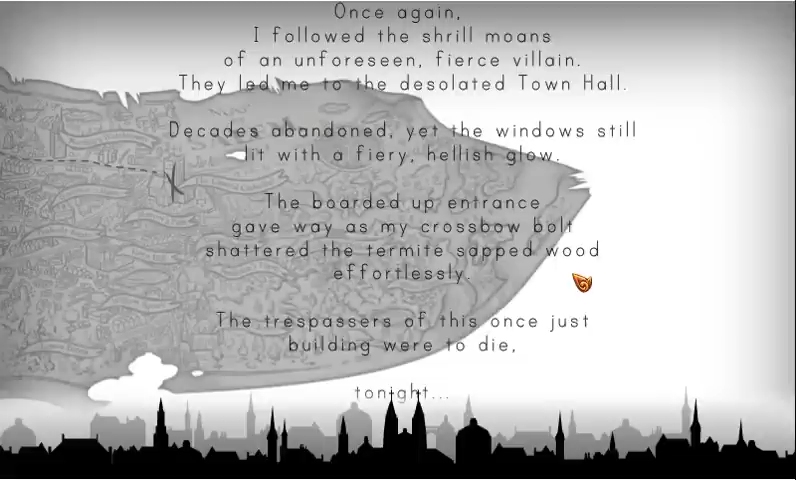 Once again,
I followed the shrill moans
of an unforeseen, fierce villain.
They led me to the desolated Town Hall.
Decades abandoned, yet the windows still
lit with a fiery, hellish glow.
The boarded up entrance
gave way as my crossbow bolt
shattered the termite sapped wood
effortlessly.
The trespassers of this once just
building were to die,
tonight...